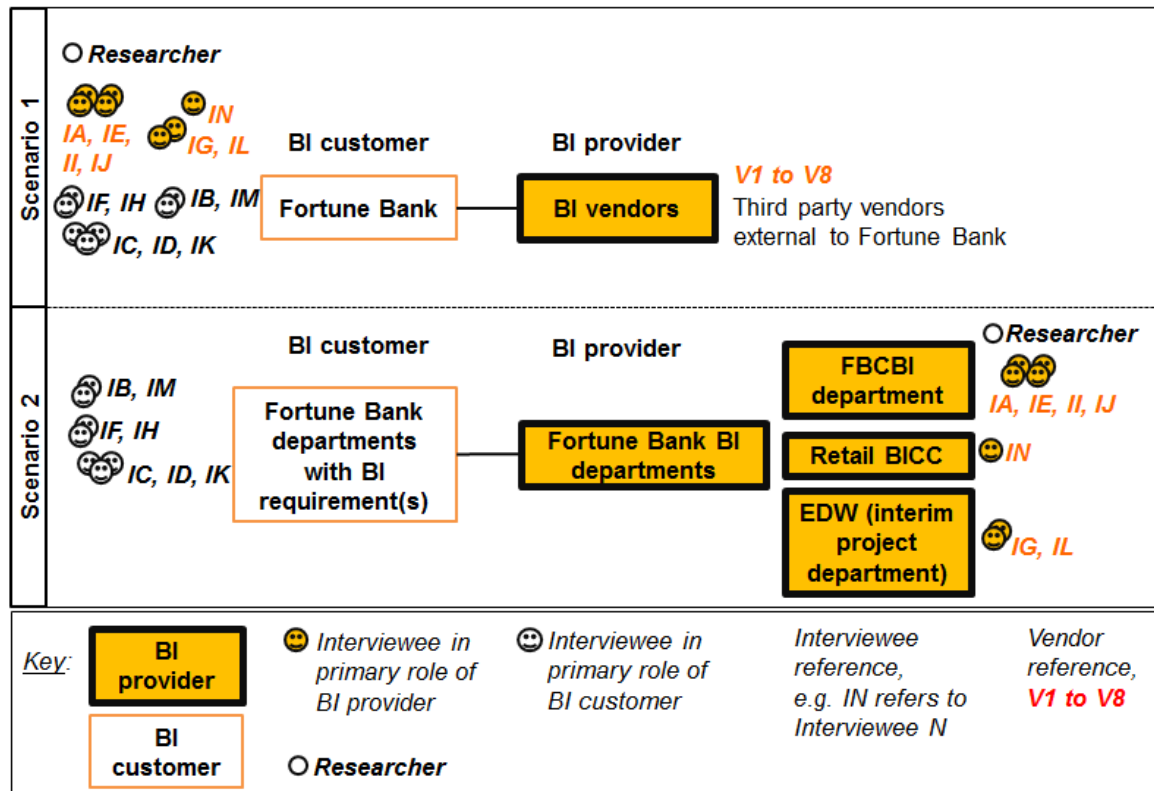 Scenario 1
Researcher
IN
IA, IE,
II, IJ
IG, IL
IF, IH
IB, IM
IC, ID, IK
BI customer
Fortune Bank
BI provider
BI vendors
V1 to V8
Third party vendors
external to Fortune Bank
Scenario 2
IB, IM
IF, IH
IC, ID, IK
BI customer
Fortune Bank
departments
with BI
requirement(s)
BI provider
Fortune Bank BI
departments
FBCBI
department
Retail BICC
EDW (interim
project
department)
Researcher
IA, IE, II, IJ
IN
IG, IL
Key:
BI
provider
BI
customer
Interviewee in
primary role of
BI provider
Researcher
Interviewee in
primary role of
BI customer
Interviewee
reference,
e.g. IN refers to
Interviewee N
Vendor
reference,
V1 to V8